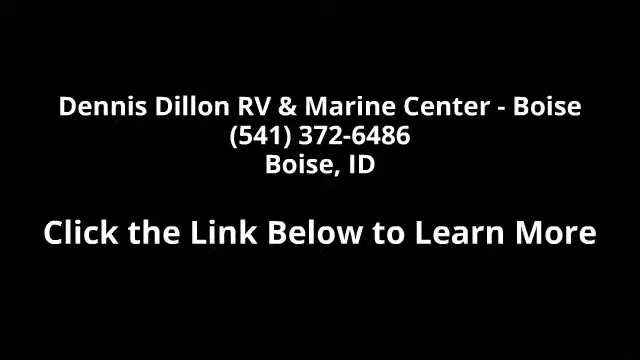 Dennis Dillon RV & Marine Center - Boise
(541) 372-6486
Boise, ID
Click the Link Below to Learn More